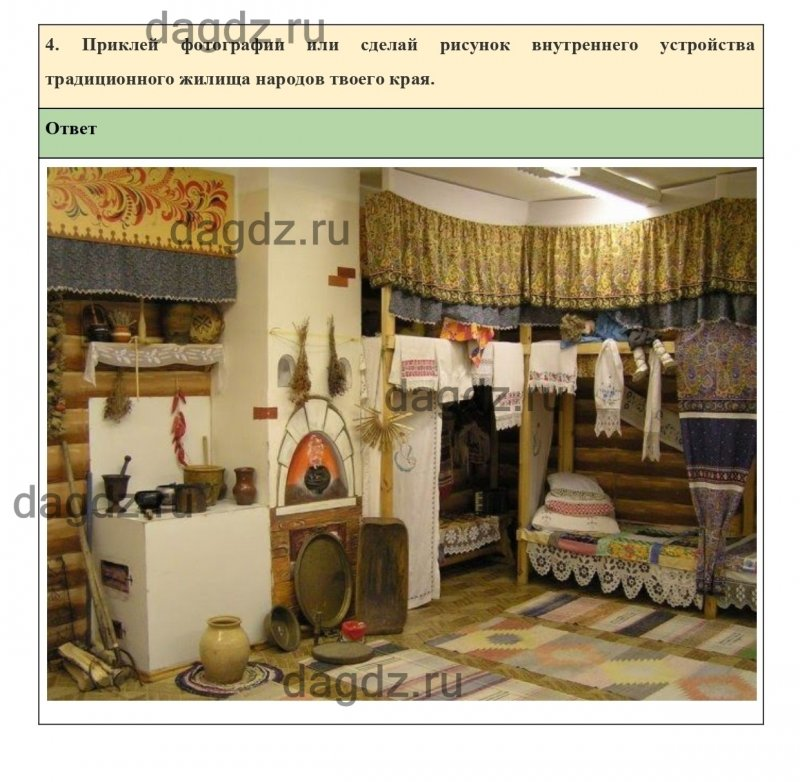 dagdz.ru
4. Приклей фотографии или сделай рисунок внутреннего устройства
традиционного жилища народов твоего края.
Ответ
dagdz.ru
dagdz.ru
dagdz.ru
dagdz.ru